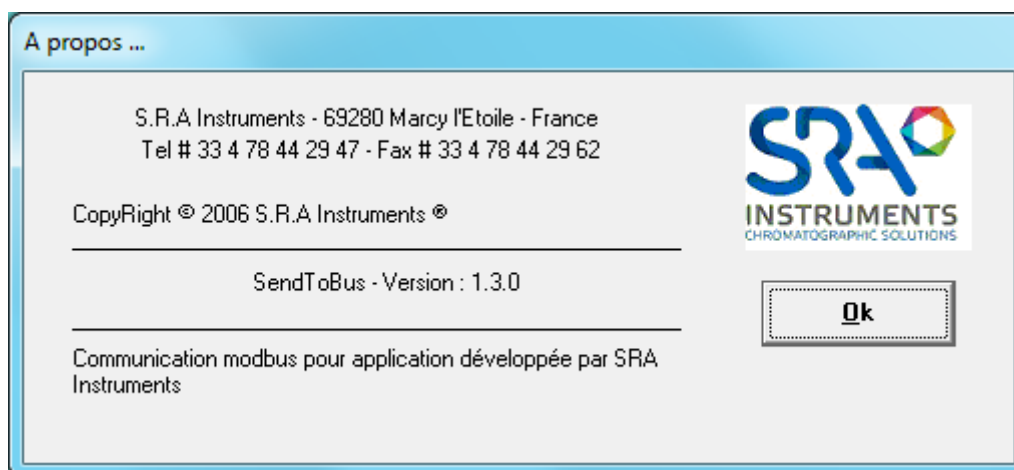 A propos ...
S.R.A Instruments - 69280 Marcy l'Etoile - France
Tel # 33 4 78 44 29 47 - Fax # 33 4 78 44 29 62
CopyRight © 2006 S.R.A Instruments ®
SendToBus - Version : 1.3.0
Communication modbus pour application développée par SRA
Instruments
SRA
INSTRUMENTS
CHROMATOGRAPHIC SOLUTIONS
Ok